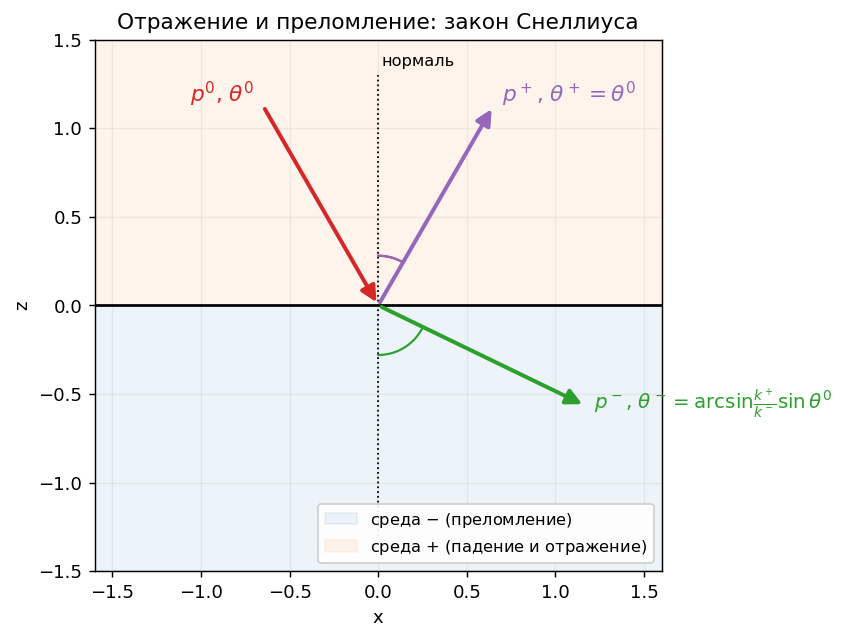 Отражение и преломление: закон Снеллиуса
нормаль
p⁰, θ⁰
p⁺, θ⁺ = θ⁰
p⁻, θ⁻ = arcsin k⁺/k⁻ sin θ⁰
1.5
1.0
0.5
0.0
−0.5
−1.0
−1.5
z
среда − (преломление)
среда + (падение и отражение)
−1.5 −1.0 −0.5 0.0 0.5 1.0 1.5
x